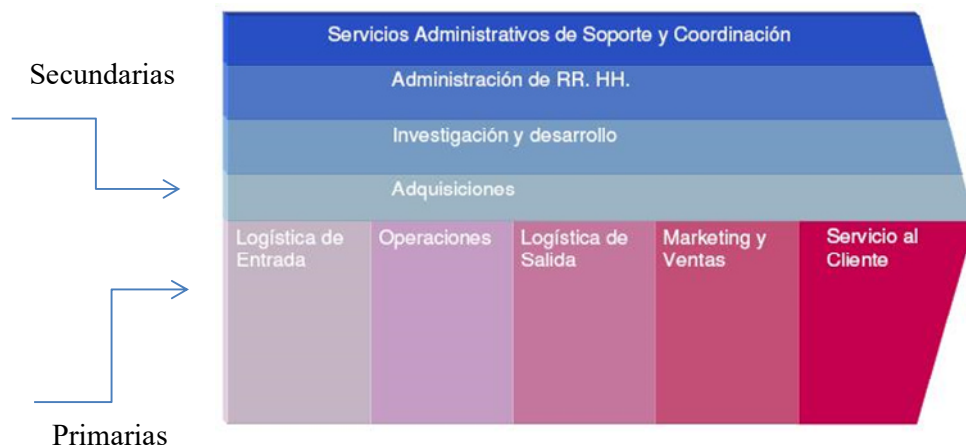 Servicios Administrativos de Soporte y Coordinación
Secundarias
Administración de RR. HH.
Investigación y desarrollo
Adquisiciones
Logística de
Entrada
Operaciones
Logística de
Salida
Marketing y
Ventas
Servicio al
Cliente
Primarias